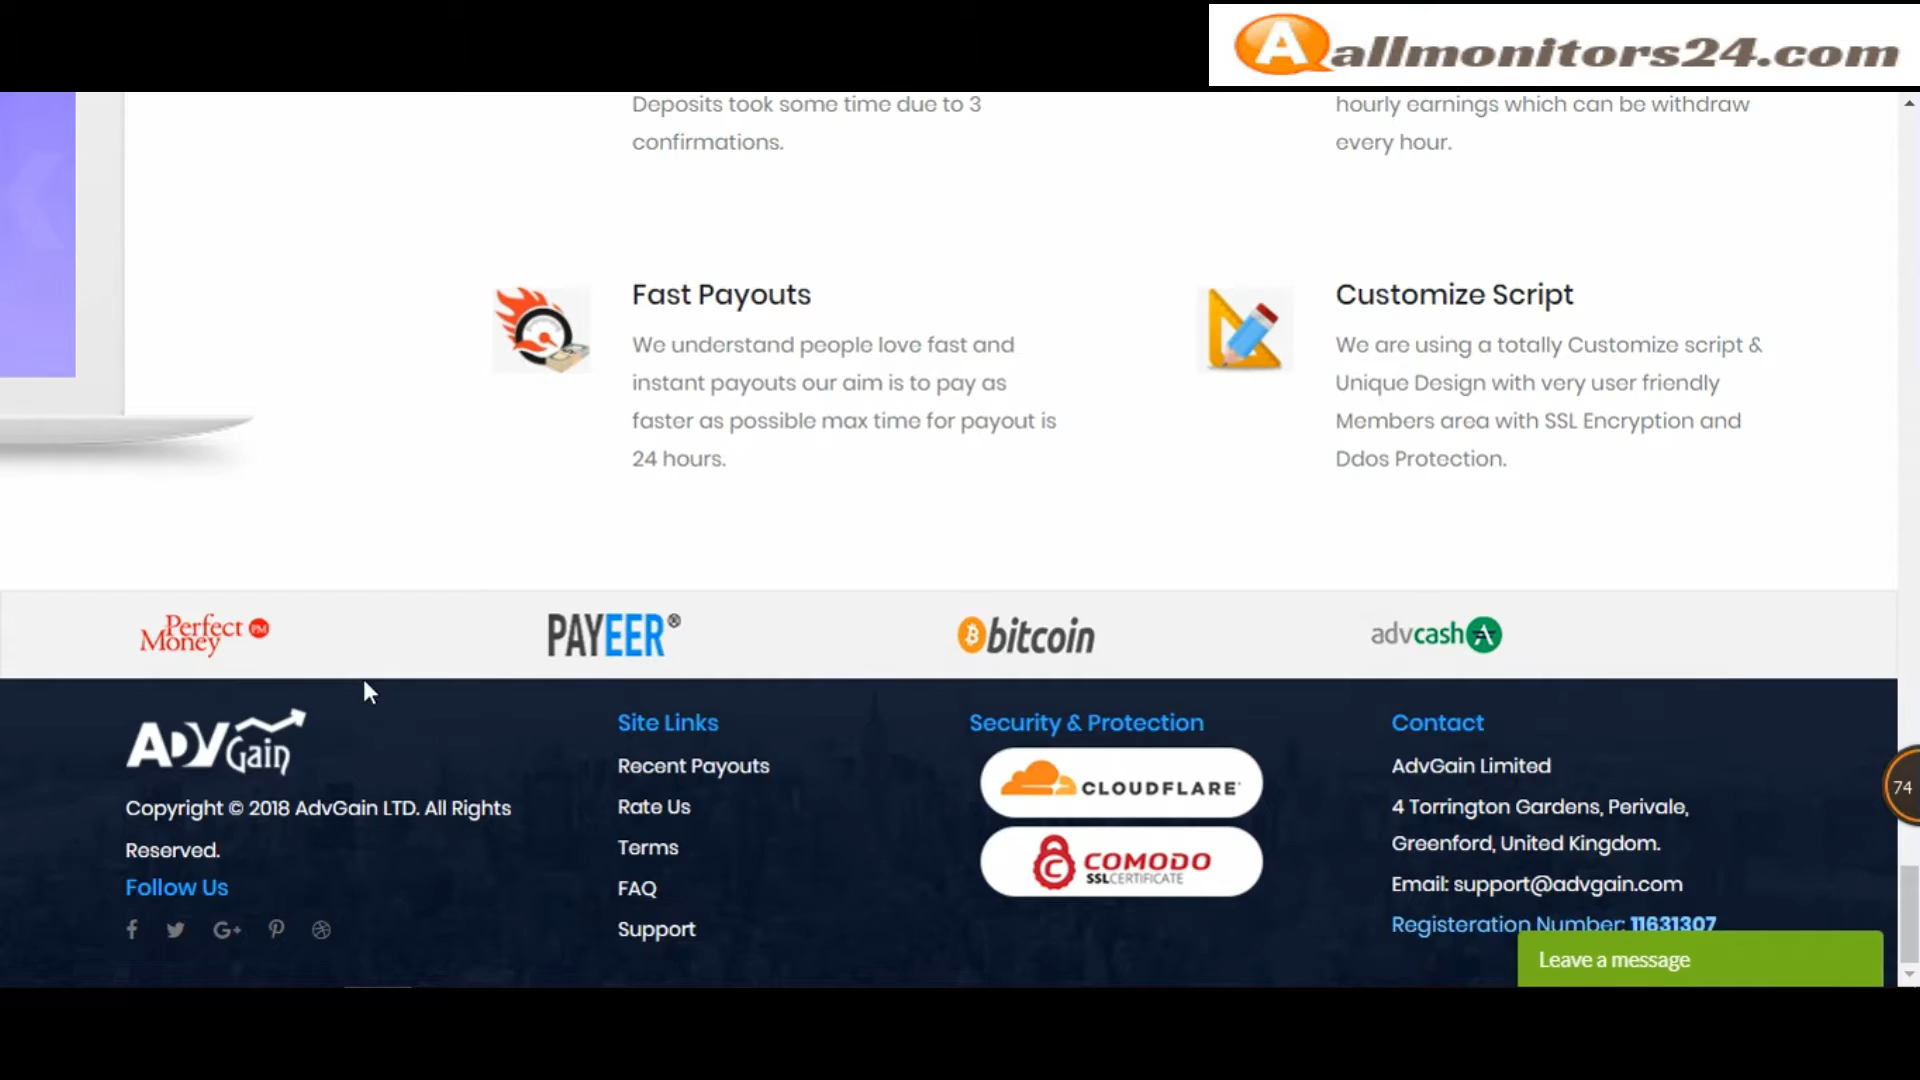 allmonitors24.com
Deposits took some time due to 3
confirmations.
hourly earnings which can be withdraw
every hour.
Fast Payouts
We understand people love fast and
instant payouts our aim is to pay as
faster as possible max time for payout is
24 hours.
Customize Script
We are using a totally Customize script &
Unique Design with very user friendly
Members area with SSL Encryption and
Ddos Protection.
Perfect
Money PM
PAYEER®
bitcoin
advcash
ADV
Gain
Copyright © 2018 AdvGain LTD. All Rights
Reserved.
Follow Us
Site Links
Recent Payouts
Rate Us
Terms
FAQ
Support
Security & Protection
CLOUDFLARE
COMODO
SSL CERTIFICATE
Contact
AdvGain Limited
4 Torrington Gardens, Perivale,
Greenford, United Kingdom.
Email: support@advgain.com
Registeration Number: 11631307
Leave a message
74